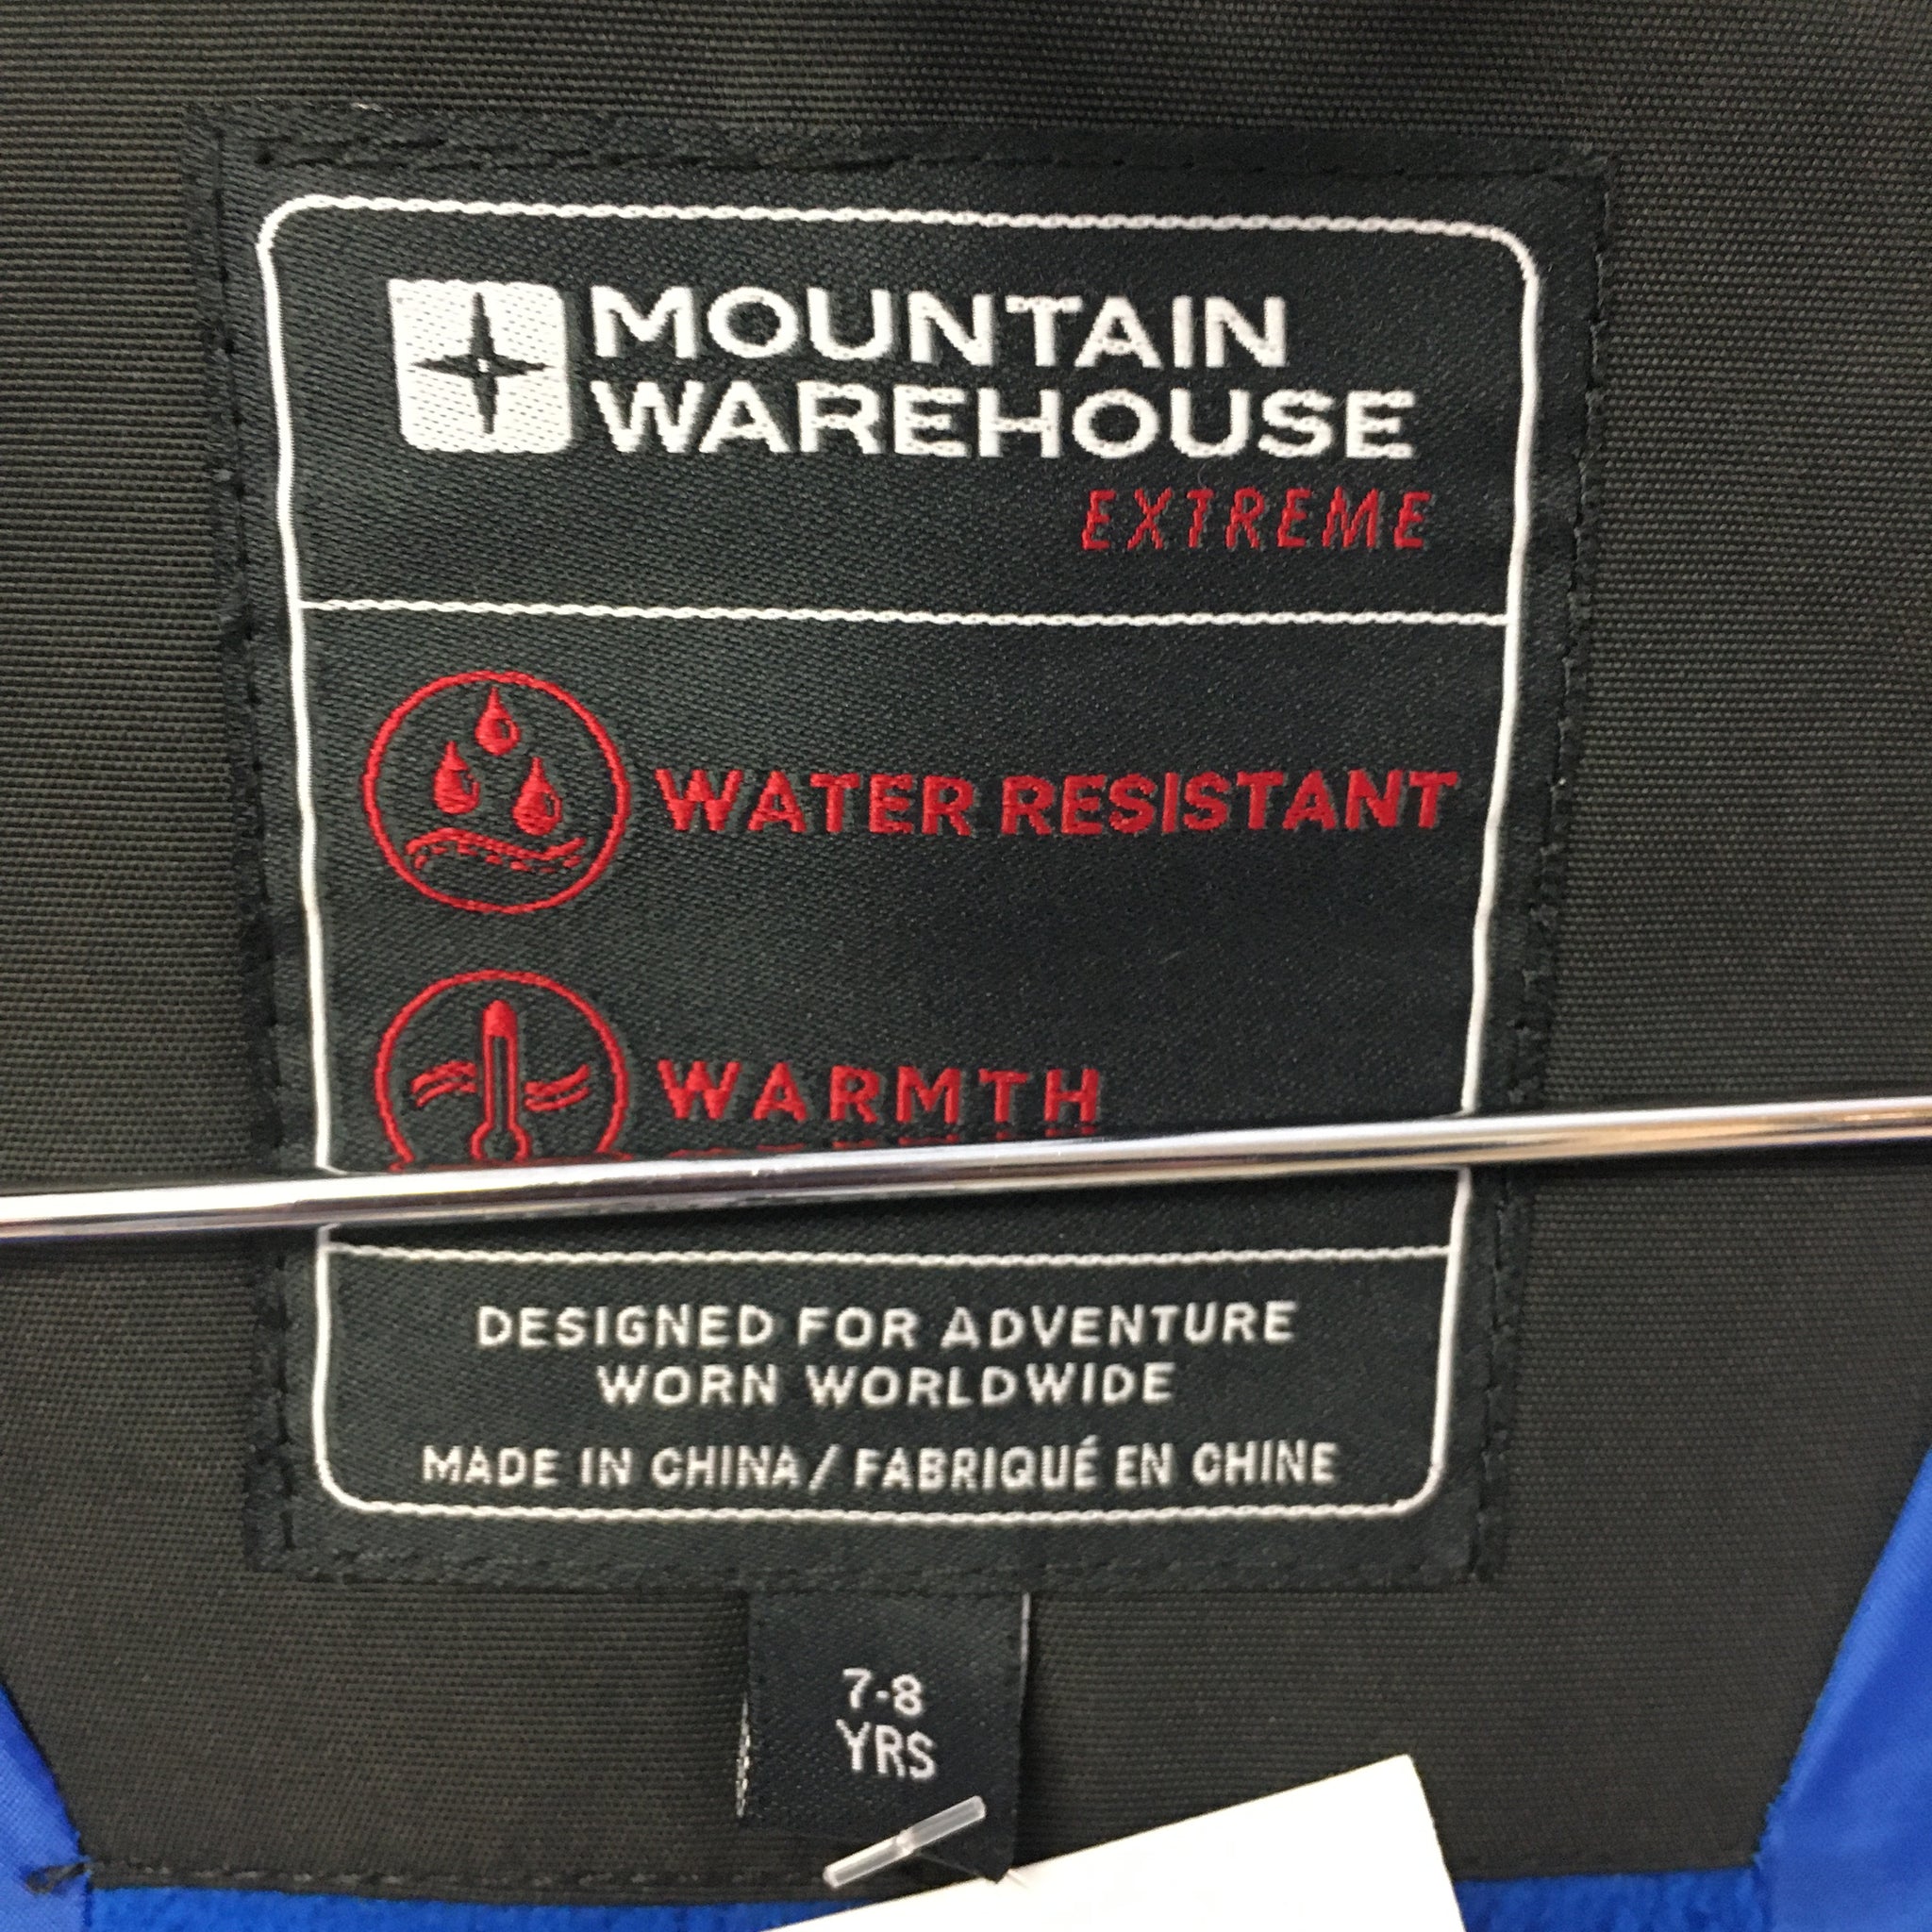 MOUNTAIN
WAREHOUSE
EXTREME
WATER RESISTANT
WARMTH
DESIGNED FOR ADVENTURE
WORN WORLDWIDE
MADE IN CHINA / FABRIQUÉ EN CHINE
7-8
YRS